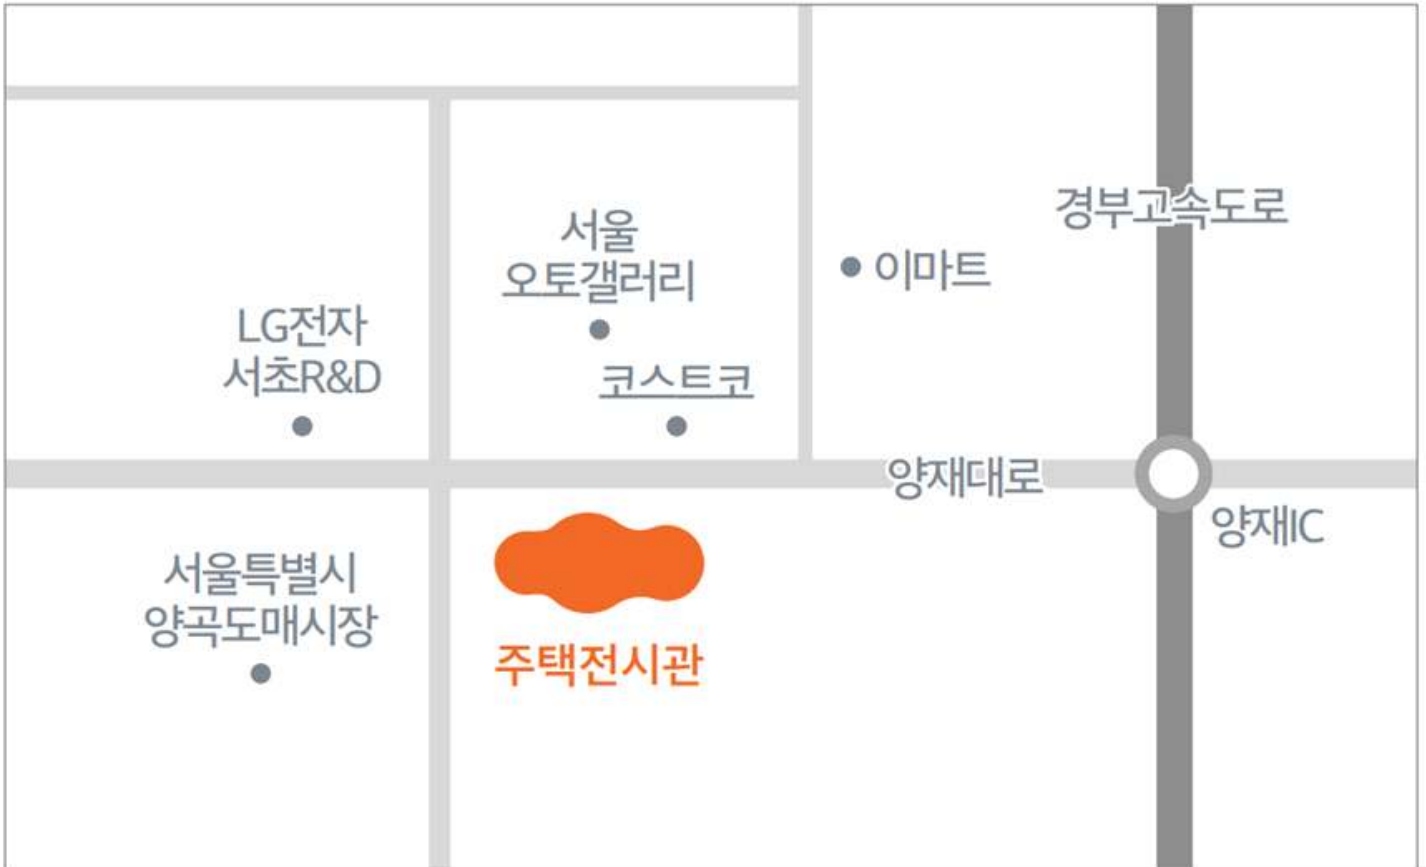 경부고속도로
서울
오토갤러리
이마트
LG전자
서초R&D
코스트코
양재대로
양재IC
서울특별시
양곡도매시장
주택전시관